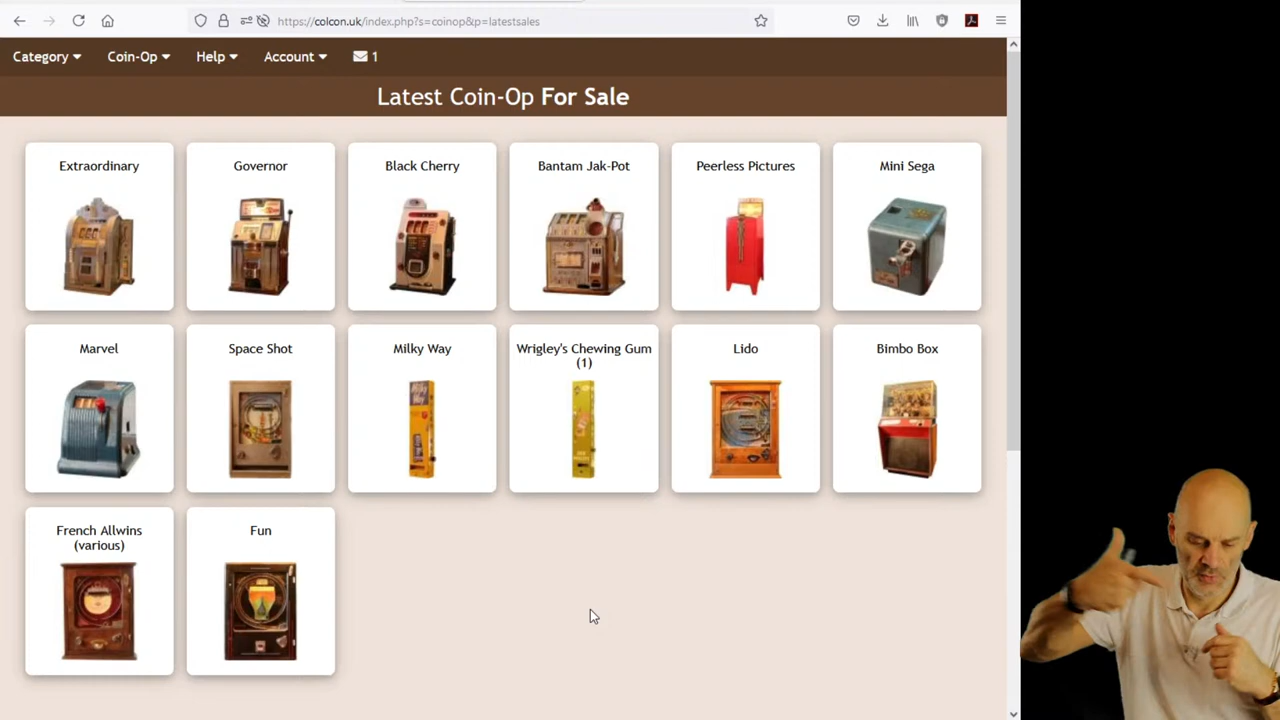 https://colcon.uk/index.php?s=coinop&p=latestsales
Category Coin-Op Help Account 1
Latest Coin-Op For Sale
Extraordinary
Governor
Black Cherry
Bantam Jak-Pot
Peerless Pictures
Mini Sega
Marvel
Space Shot
Milky Way
Wrigley's Chewing Gum
(1)
Lido
Bimbo Box
French Allwins
(various)
Fun